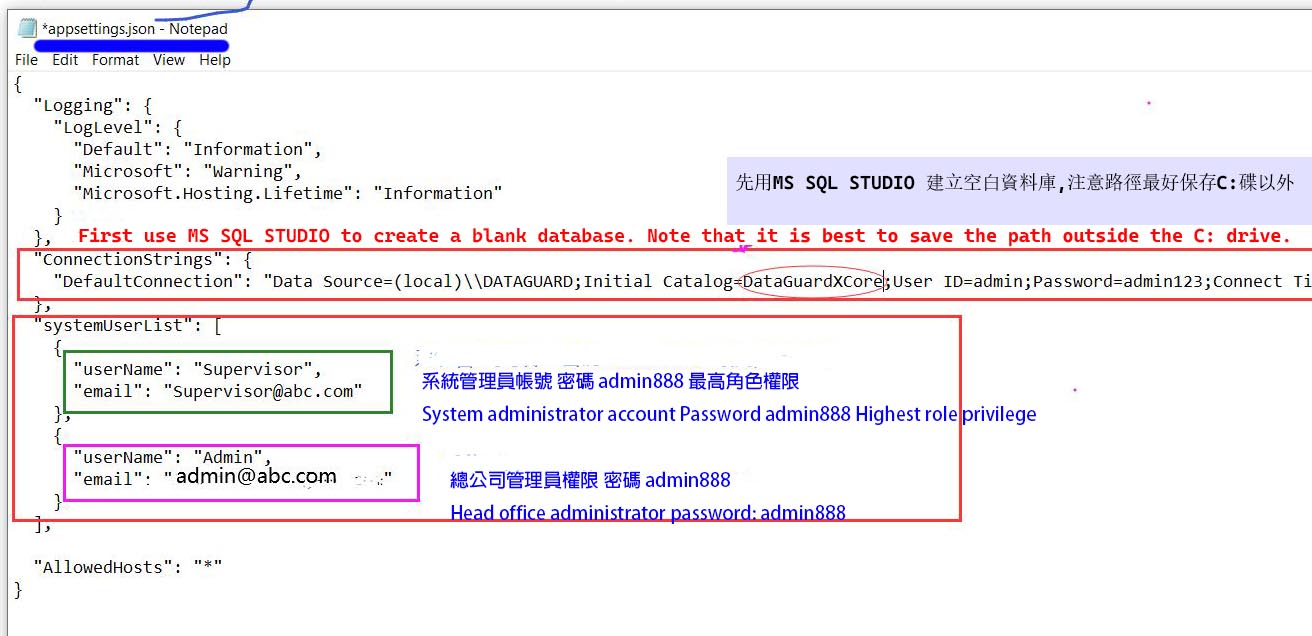 *appsettings.json - Notepad
File Edit Format View Help
{
"Logging": {
"LogLevel": {
"Default": "Information",
"Microsoft": "Warning",
"Microsoft.Hosting.Lifetime": "Information"
}
},
先用MS SQL STUDIO 建立空白資料庫,注意路徑最好保存C:碟以外
First use MS SQL STUDIO to create a blank database. Note that it is best to save the path outside the C: drive.
"ConnectionStrings": {
"DefaultConnection": "Data Source=(local)\\DATAGUARD;Initial Catalog=DataGuardXCore;User ID=admin;Password=admin123;Connect Ti
},
"systemUserList": [
{
"userName": "Supervisor",
"email": "Supervisor@abc.com"
系統管理員帳號 密碼 admin888 最高角色權限
System administrator account Password admin888 Highest role privilege
},
{
"userName": "Admin",
"email": "admin@abc.com"
總公司管理員權限 密碼 admin888
Head office administrator password: admin888
}
],
"AllowedHosts": "*"
}